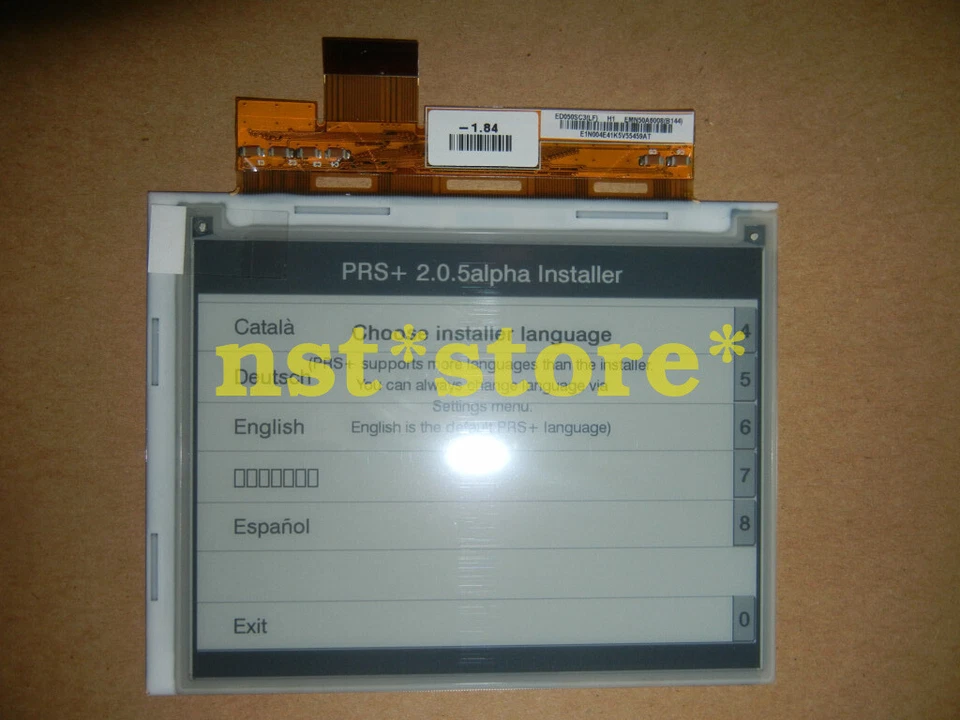 -1.84
ED050SC3(LF) H1 EMN50A6008(B144)
E1N004E41K5V55459AT
PRS+ 2.0.5alpha Installer
Català
4
Choose installer language
nst*store*
(PRS+ supports more languages than the installer.
Deutsch
5
You can always change language via
Settings menu.
English
6
English is the default PRS+ language)
▯▯▯▯▯▯▯
7
Español
8
Exit
0